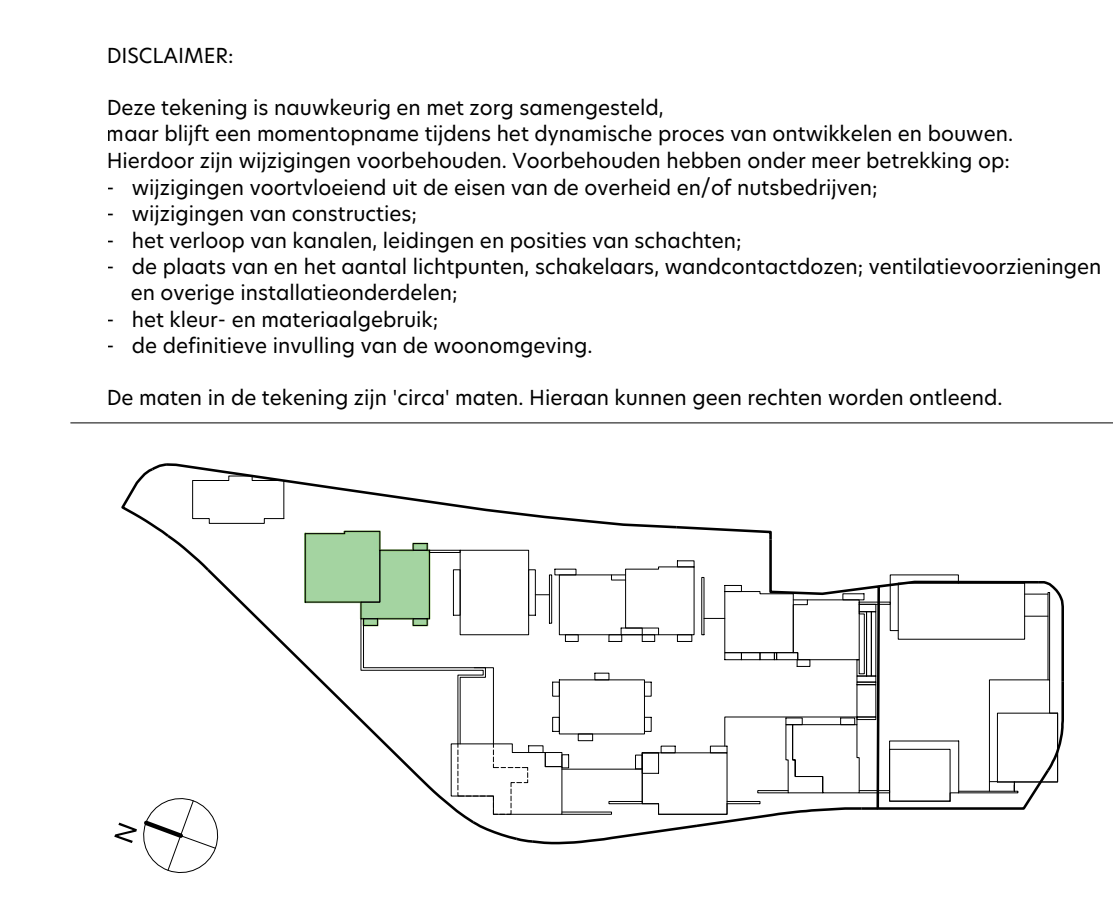 DISCLAIMER:
Deze tekening is nauwkeurig en met zorg samengesteld,
maar blijft een momentopname tijdens het dynamische proces van ontwikkelen en bouwen.
Hierdoor zijn wijzigingen voorbehouden. Voorbehouden hebben onder meer betrekking op:
- wijzigingen voortvloeiend uit de eisen van de overheid en/of nutsbedrijven;
- wijzigingen van constructies;
- het verloop van kanalen, leidingen en posities van schachten;
- de plaats van en het aantal lichtpunten, schakelaars, wandcontactdozen; ventilatievoorzieningen
en overige installatieonderdelen;
- het kleur- en materiaalgebruik;
- de definitieve invulling van de woonomgeving.
De maten in de tekening zijn 'circa' maten. Hieraan kunnen geen rechten worden ontleend.
N